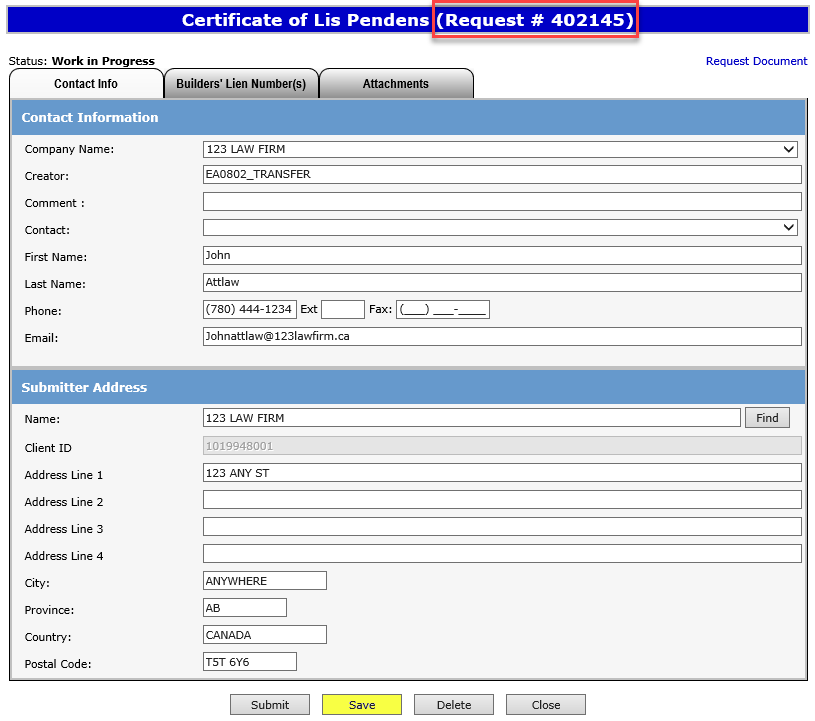 Certificate of Lis Pendens (Request # 402145)
Status: Work in Progress Request Document
Contact Info Builders' Lien Number(s) Attachments
Contact Information
Company Name: 123 LAW FIRM
Creator: EA0802_TRANSFER
Comment :
Contact:
First Name: John
Last Name: Attlaw
Phone: (780) 444-1234 Ext Fax: (___) ___-____
Email: Johnattlaw@123lawfirm.ca
Submitter Address
Name: 123 LAW FIRM Find
Client ID 1019948001
Address Line 1 123 ANY ST
Address Line 2
Address Line 3
Address Line 4
City: ANYWHERE
Province: AB
Country: CANADA
Postal Code: T5T 6Y6
Submit Save Delete Close